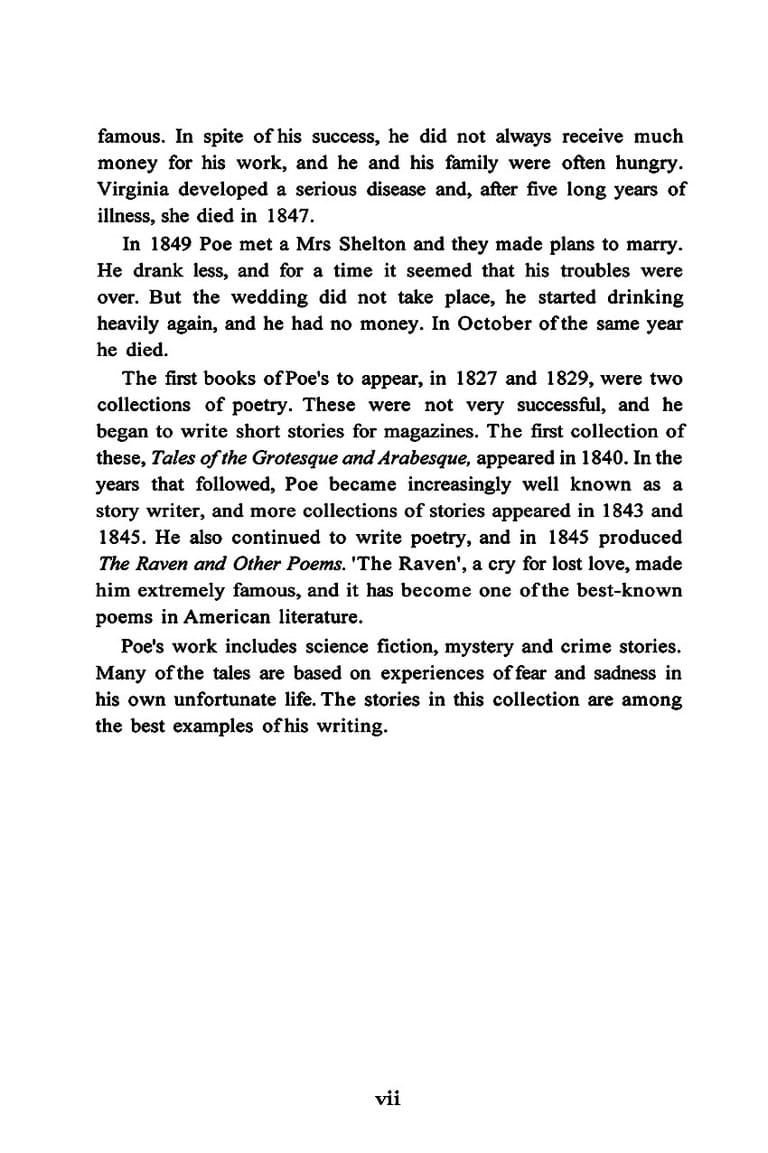 famous. In spite of his success, he did not always receive much
money for his work, and he and his family were often hungry.
Virginia developed a serious disease and, after five long years of
illness, she died in 1847.
In 1849 Poe met a Mrs Shelton and they made plans to marry.
He drank less, and for a time it seemed that his troubles were
over. But the wedding did not take place, he started drinking
heavily again, and he had no money. In October of the same year
he died.
The first books of Poe's to appear, in 1827 and 1829, were two
collections of poetry. These were not very successful, and he
began to write short stories for magazines. The first collection of
these, Tales of the Grotesque and Arabesque, appeared in 1840. In the
years that followed, Poe became increasingly well known as a
story writer, and more collections of stories appeared in 1843 and
1845. He also continued to write poetry, and in 1845 produced
The Raven and Other Poems. 'The Raven', a cry for lost love, made
him extremely famous, and it has become one of the best-known
poems in American literature.
Poe's work includes science fiction, mystery and crime stories.
Many of the tales are based on experiences of fear and sadness in
his own unfortunate life. The stories in this collection are among
the best examples of his writing.
vii